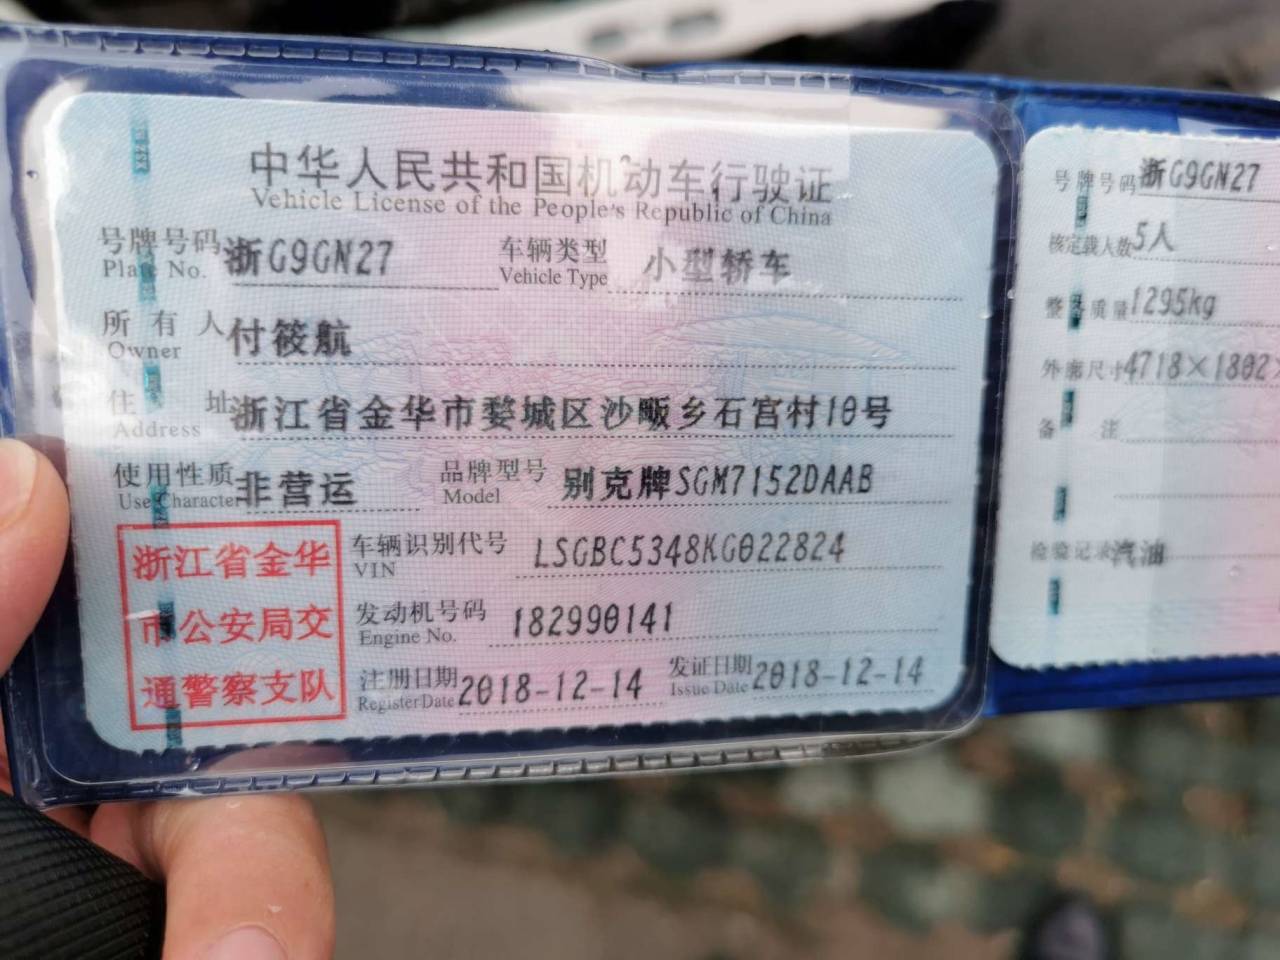 中华人民共和国机动车行驶证
Vehicle License of the People's Republic of China
号牌号码 浙G9GN27 车辆类型 小型轿车
Plate No. Vehicle Type
所有人 付筱航
Owner
住址 浙江省金华市婺城区沙畈乡石宫村10号
Address
使用性质 非营运 品牌型号 别克牌SGM7152DAAB
Use Character Model
浙江省金华
市公安局交
通警察支队
车辆识别代号 LSGBC5348KG022824
VIN
发动机号码 182990141
Engine No.
注册日期 2018-12-14 发证日期 2018-12-14
Register Date Issue Date
号牌号码 浙G9GN27
核定载人数 5人
整备质量 1295kg
外廓尺寸 4718×1802×
备注
检验记录 汽油